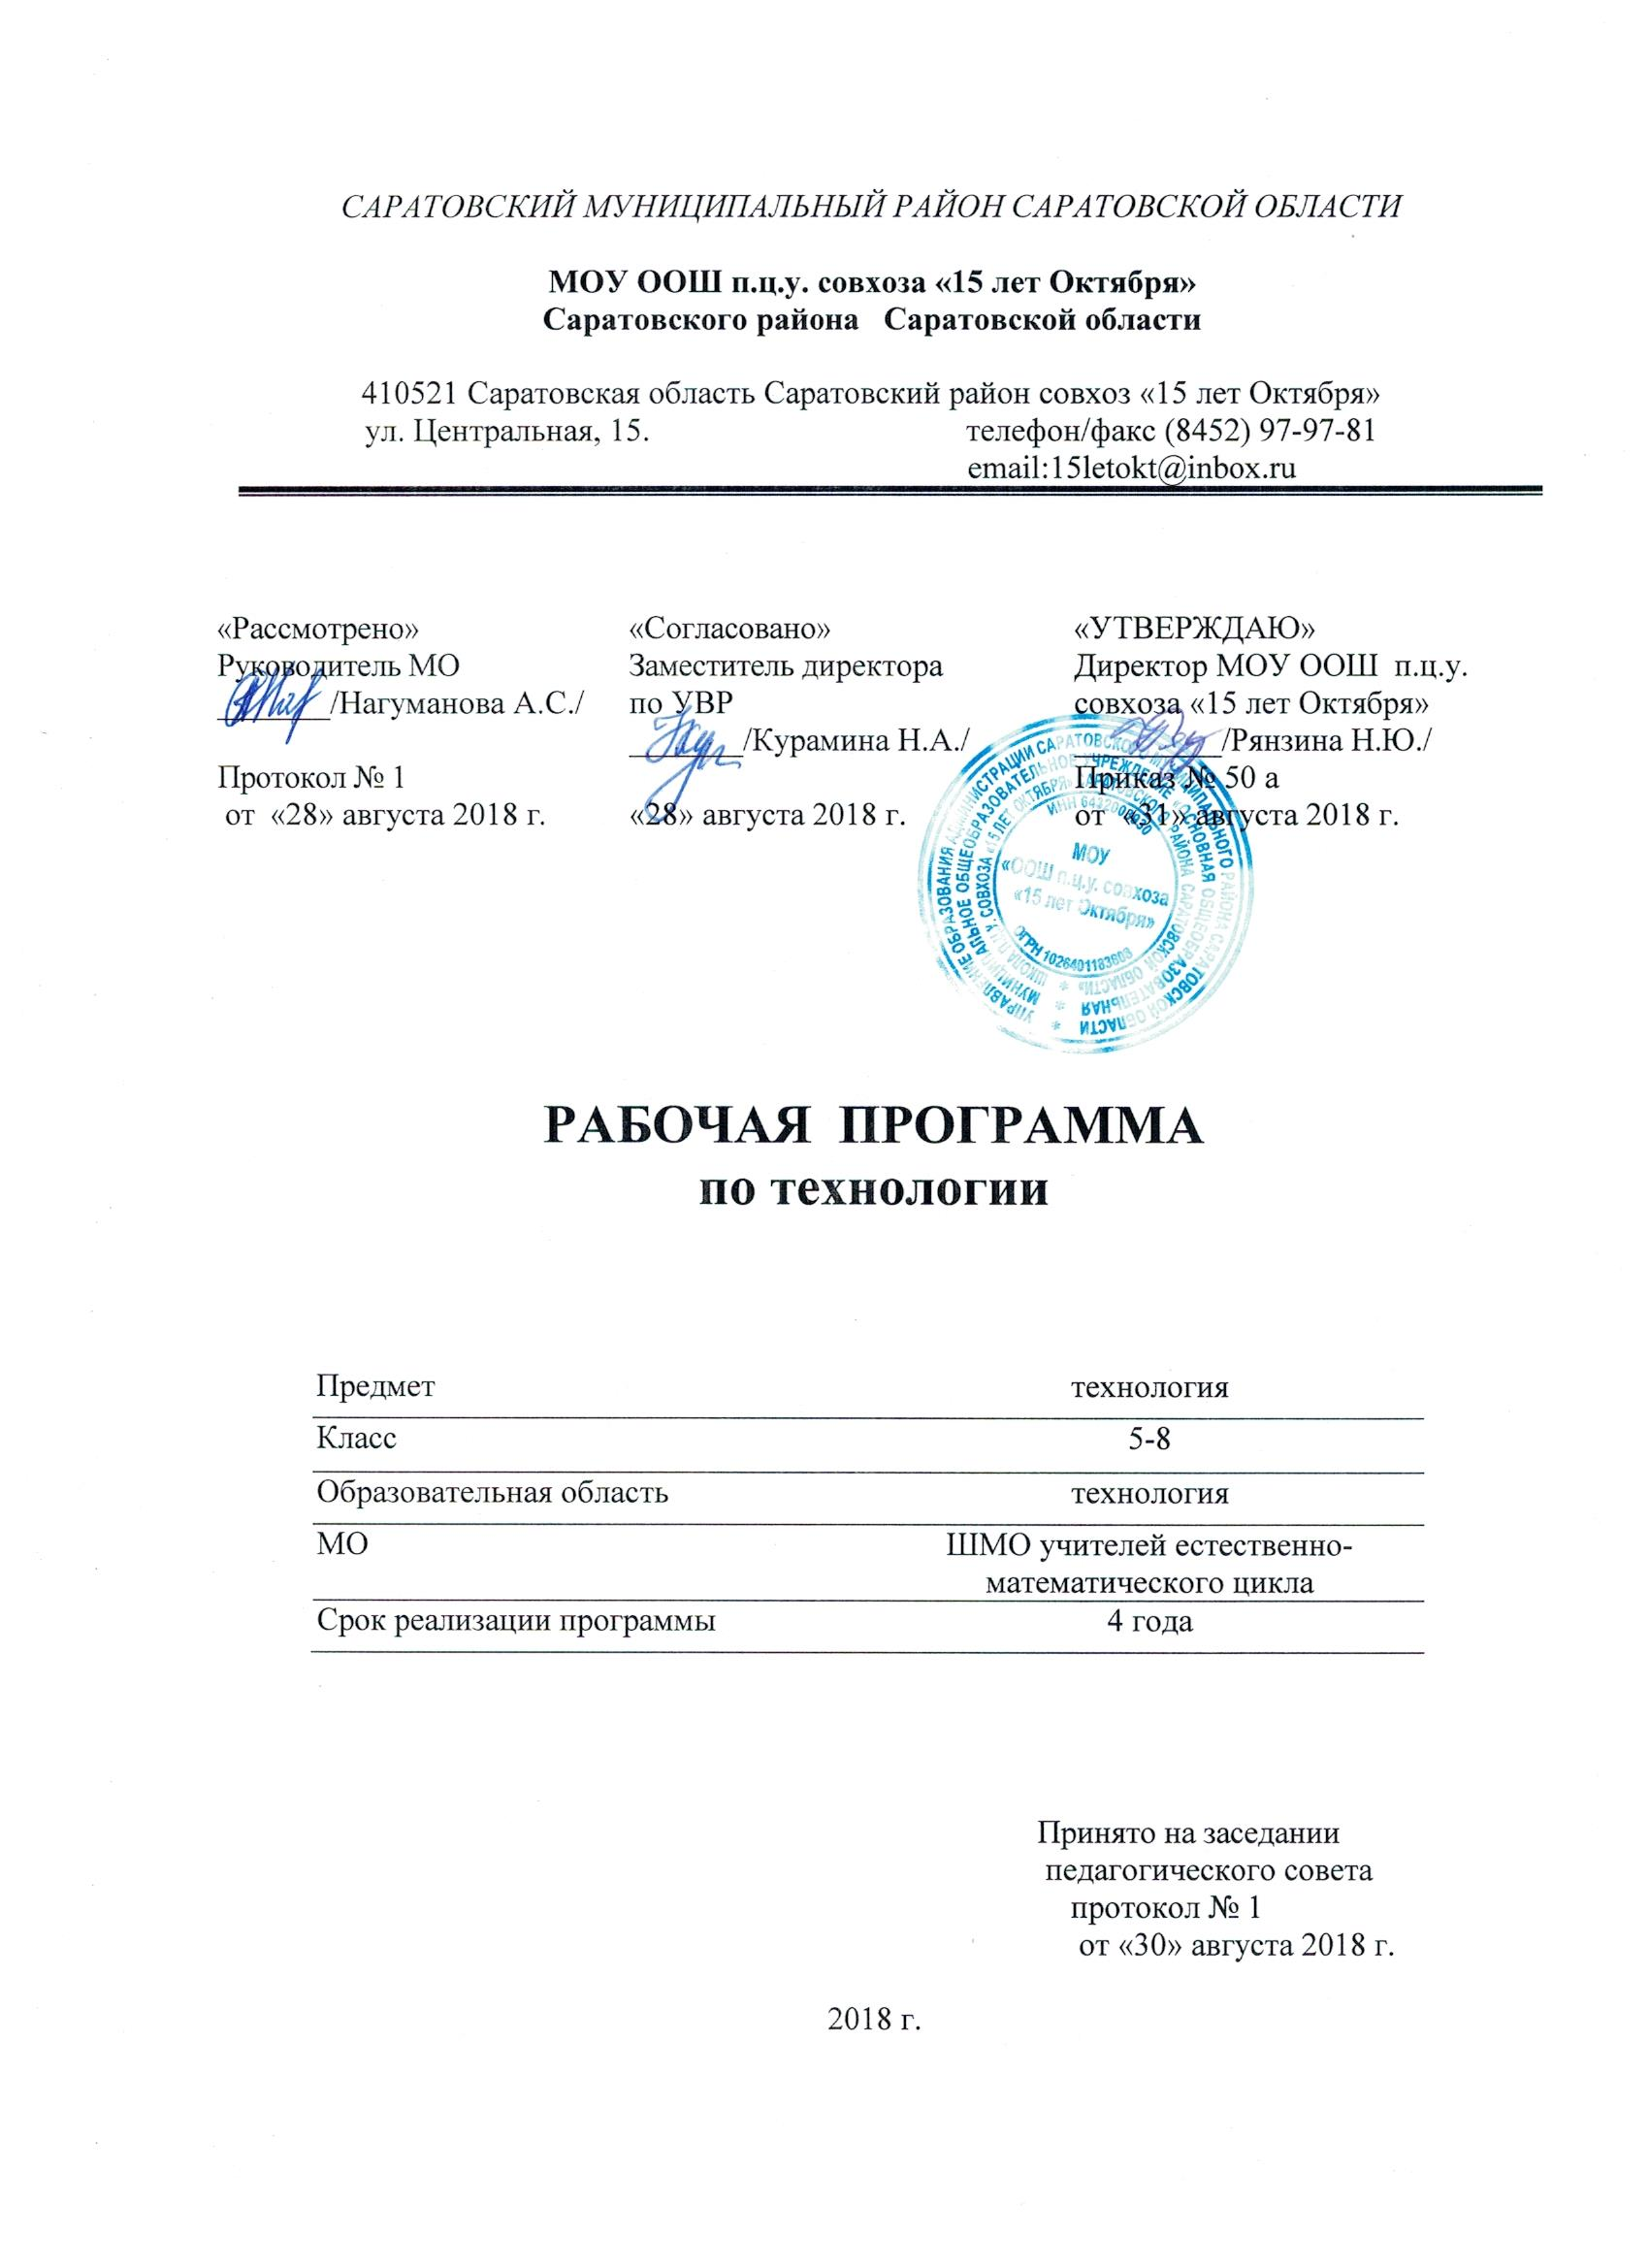 САРАТОВСКИЙ МУНИЦИПАЛЬНЫЙ РАЙОН САРАТОВСКОЙ ОБЛАСТИ
МОУ ООШ п.ц.у. совхоза «15 лет Октября»
Саратовского района Саратовской области
410521 Саратовская область Саратовский район совхоз «15 лет Октября»
ул. Центральная, 15. телефон/факс (8452) 97-97-81
email:15letokt@inbox.ru
«Рассмотрено»
Руководитель МО
/Нагуманова А.С./
Протокол № 1
от «28» августа 2018 г.
«Согласовано»
Заместитель директора
по УВР
/Курамина Н.А./
«28» августа 2018 г.
«УТВЕРЖДАЮ»
Директор МОУ ООШ п.ц.у.
совхоза «15 лет Октября»
/Рянзина Н.Ю./
Приказ № 50 а
от «31» августа 2018 г.
МОУ
«ООШ п.ц.у. совхоза
«15 лет Октября»
РАБОЧАЯ ПРОГРАММА
по технологии
Предмет технология
Класс 5-8
Образовательная область технология
МО ШМО учителей естественно-
математического цикла
Срок реализации программы 4 года
Принято на заседании
педагогического совета
протокол № 1
от «30» августа 2018 г.
2018 г.